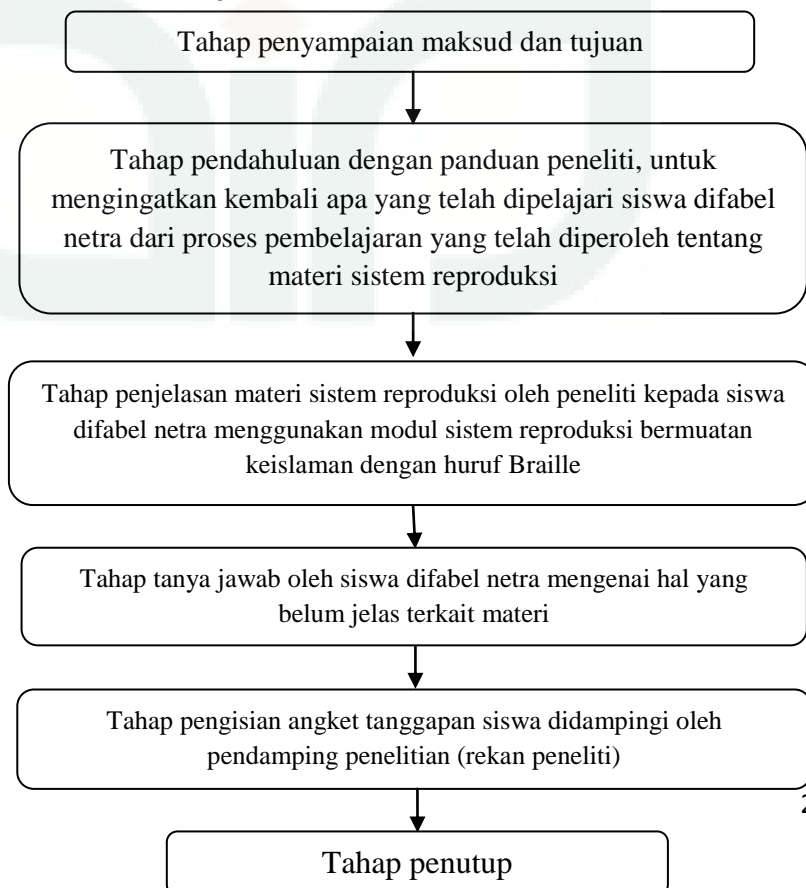 Tahap penyampaian maksud dan tujuan
Tahap pendahuluan dengan panduan peneliti, untuk
mengingatkan kembali apa yang telah dipelajari siswa difabel
netra dari proses pembelajaran yang telah diperoleh tentang
materi sistem reproduksi
Tahap penjelasan materi sistem reproduksi oleh peneliti kepada siswa
difabel netra menggunakan modul sistem reproduksi bermuatan
keislaman dengan huruf Braille
Tahap tanya jawab oleh siswa difabel netra mengenai hal yang
belum jelas terkait materi
Tahap pengisian angket tanggapan siswa didampingi oleh
pendamping penelitian (rekan peneliti)
Tahap penutup